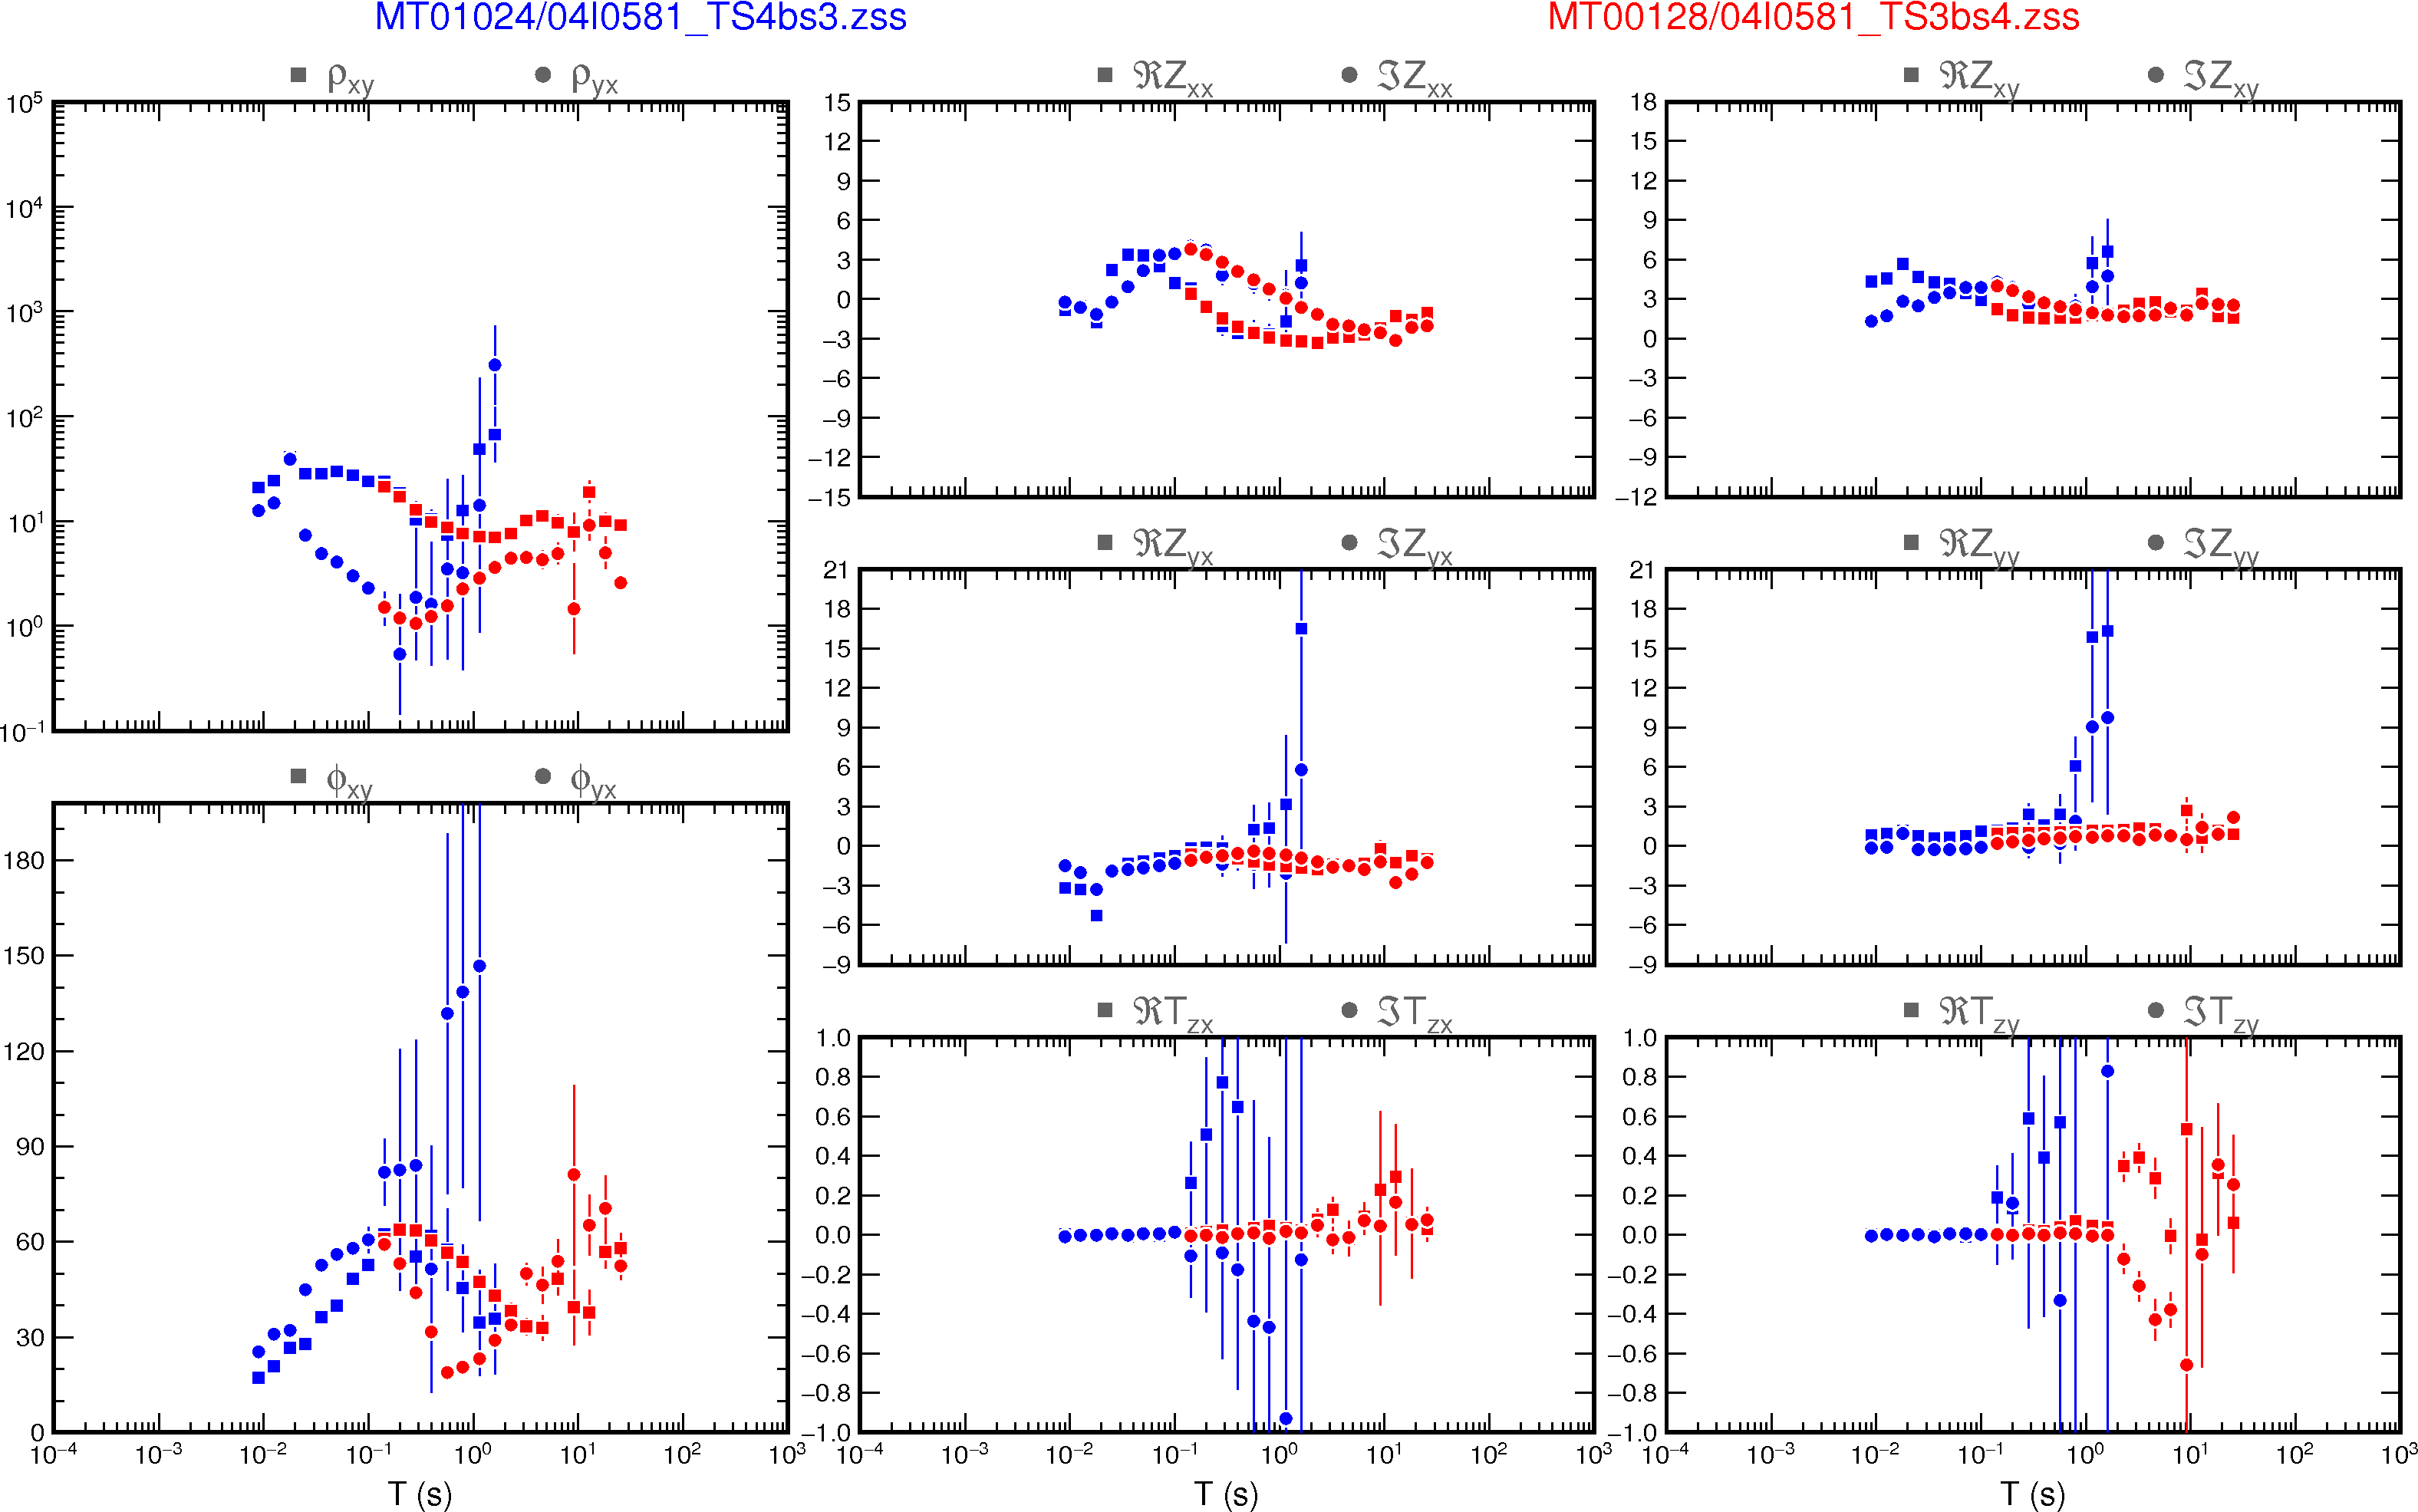 MT01024/04I0581_TS4bs3.zss MT00128/04I0581_TS3bs4.zss
ρxy ρyx ℜZxx ℑZxx ℜZxy ℑZxy
10⁵ 10⁴ 10³ 10² 10¹ 10⁰ 10⁻¹
15 12 9 6 3 0 −3 −6 −9 −12 −15
18 15 12 9 6 3 0 −3 −6 −9 −12
ℜZyx ℑZyx ℜZyy ℑZyy
21 18 15 12 9 6 3 0 −3 −6 −9
21 18 15 12 9 6 3 0 −3 −6 −9
ϕxy ϕyx
180 150 120 90 60 30 0
ℜTzx ℑTzx ℜTzy ℑTzy
1.0 0.8 0.6 0.4 0.2 0.0 −0.2 −0.4 −0.6 −0.8 −1.0
1.0 0.8 0.6 0.4 0.2 0.0 −0.2 −0.4 −0.6 −0.8 −1.0
10⁻⁴ 10⁻³ 10⁻² 10⁻¹ 10⁰ 10¹ 10² 10³
10⁻⁴ 10⁻³ 10⁻² 10⁻¹ 10⁰ 10¹ 10² 10³
10⁻⁴ 10⁻³ 10⁻² 10⁻¹ 10⁰ 10¹ 10² 10³
T (s) T (s) T (s)